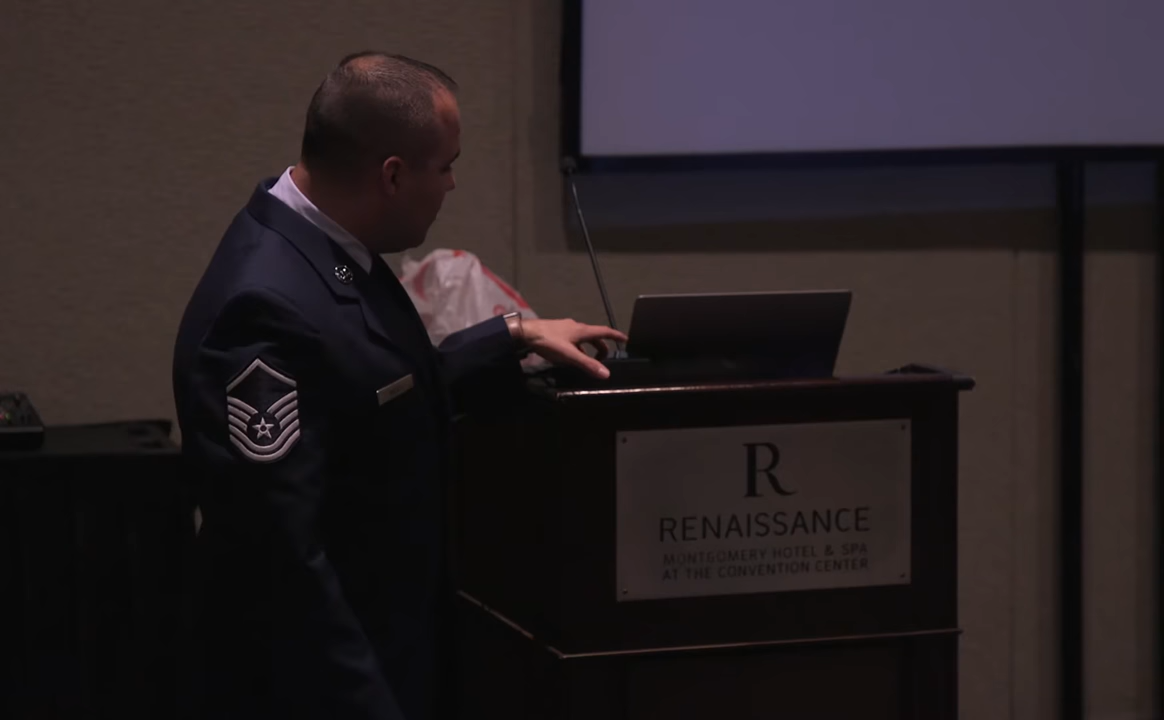 R
RENAISSANCE
MONTGOMERY HOTEL & SPA
AT THE CONVENTION CENTER